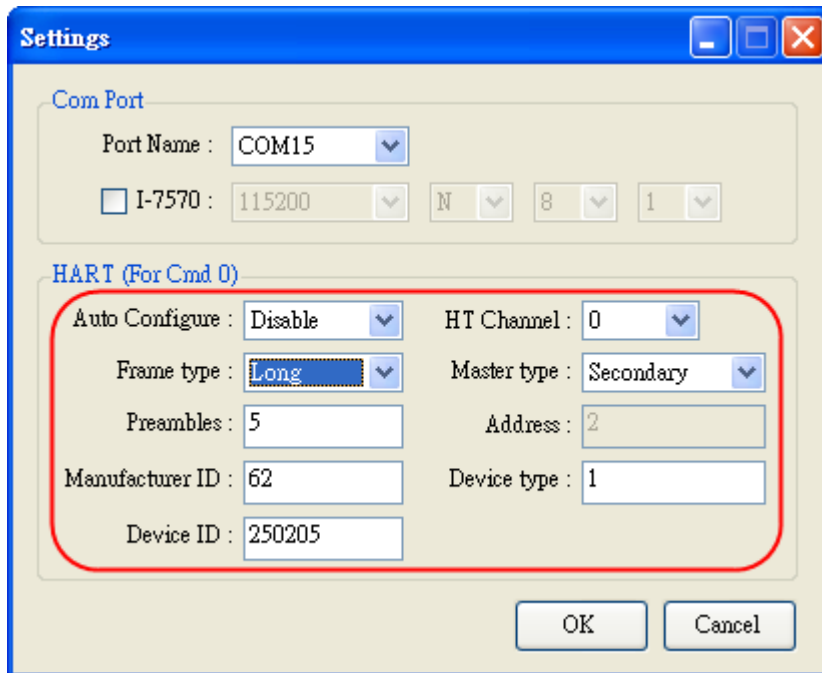 Settings
Com Port
Port Name : COM15
I-7570 : 115200 N 8 1
HART (For Cmd 0)
Auto Configure : Disable HT Channel : 0
Frame type : Long Master type : Secondary
Preambles : 5 Address : 2
Manufacturer ID : 62 Device type : 1
Device ID : 250205
OK Cancel